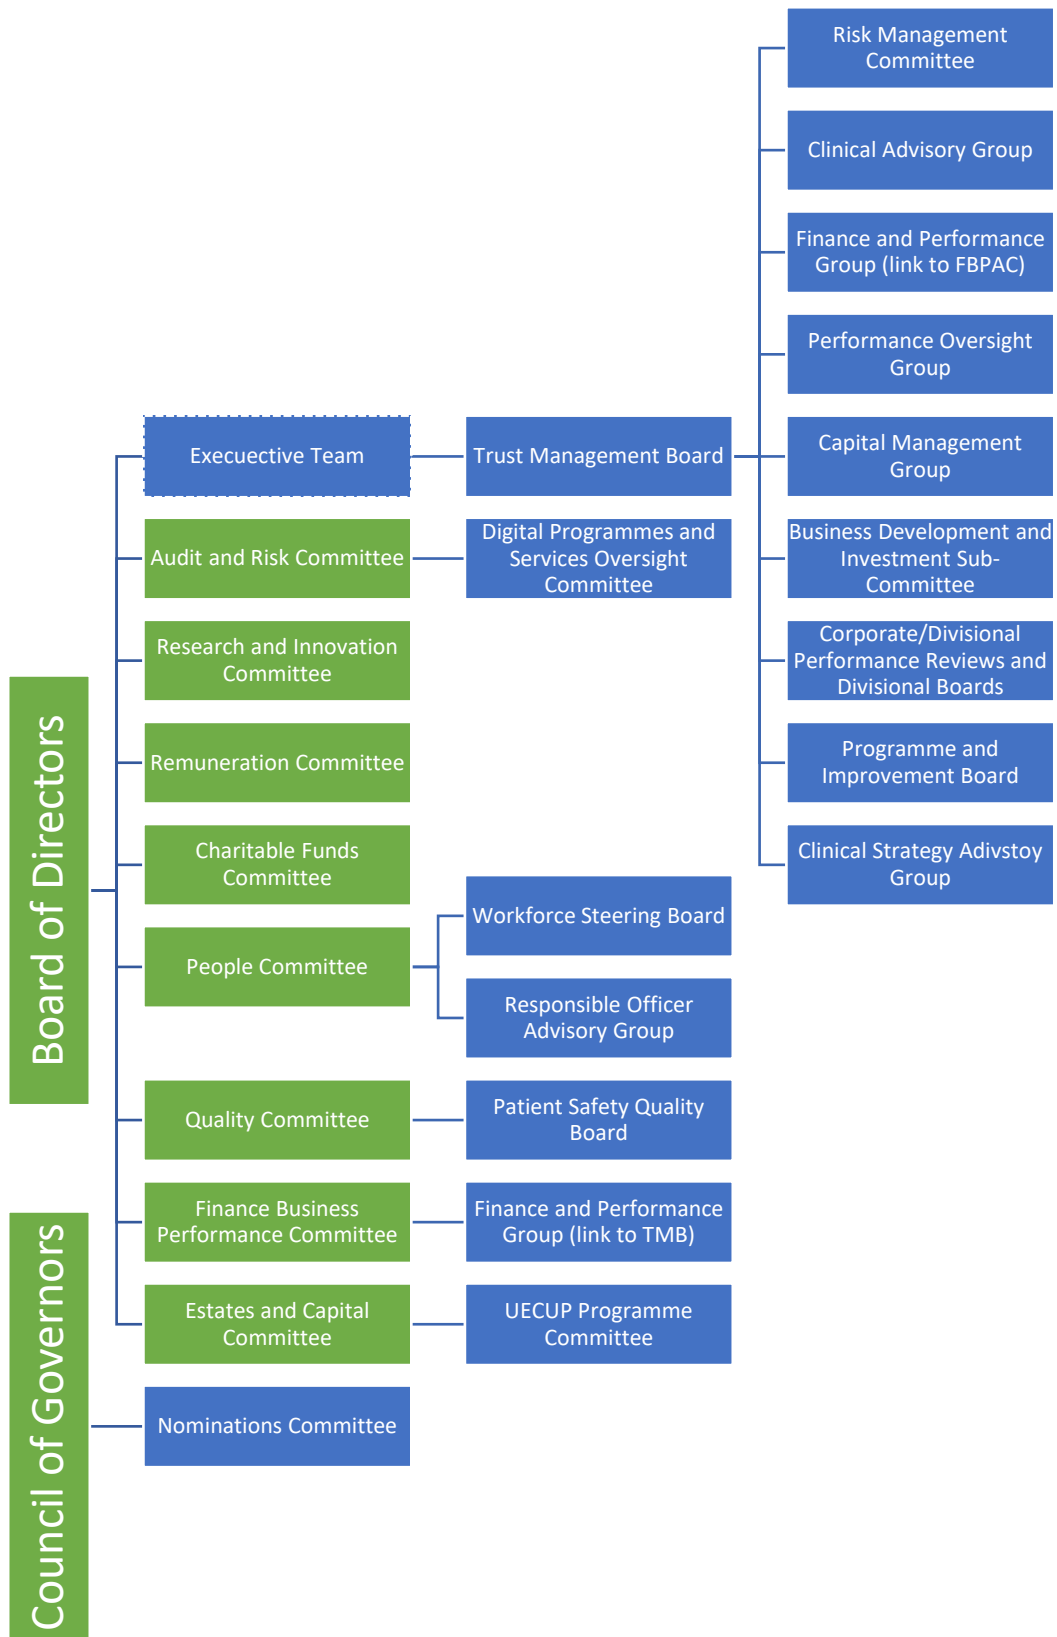 Board of Directors
Execuective Team
Trust Management Board
Risk Management
Committee
Clinical Advisory Group
Finance and Performance
Group (link to FBPAC)
Performance Oversight
Group
Capital Management
Group
Business Development and
Investment Sub-
Committee
Corporate/Divisional
Performance Reviews and
Divisional Boards
Programme and
Improvement Board
Clinical Strategy Adivstoy
Group
Audit and Risk Committee
Digital Programmes and
Services Oversight
Committee
Research and Innovation
Committee
Remuneration Committee
Charitable Funds
Committee
People Committee
Workforce Steering Board
Responsible Officer
Advisory Group
Quality Committee
Patient Safety Quality
Board
Finance Business
Performance Committee
Finance and Performance
Group (link to TMB)
Estates and Capital
Committee
UECUP Programme
Committee
Council of Governors
Nominations Committee